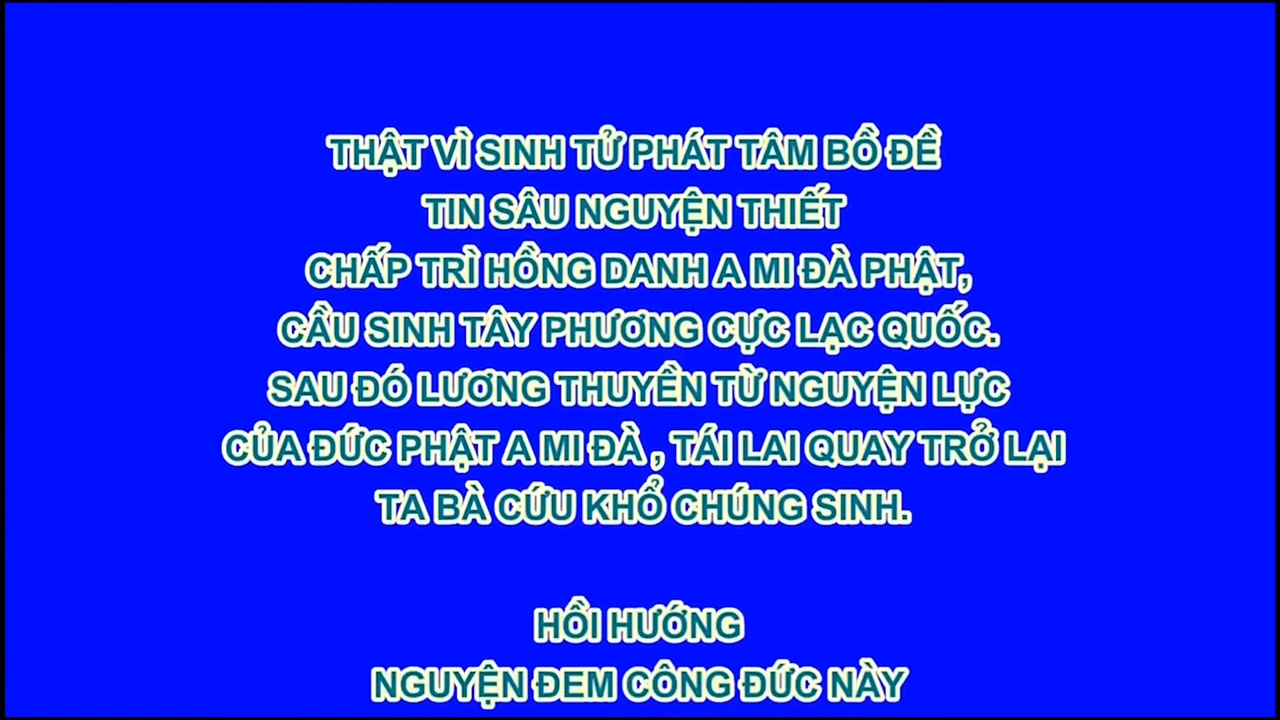 THẬT VÌ SINH TỬ PHÁT TÂM BỒ ĐỀ
TIN SÂU NGUYỆN THIẾT
CHẤP TRÌ HỒNG DANH A MI ĐÀ PHẬT,
CẦU SINH TÂY PHƯƠNG CỰC LẠC QUỐC.
SAU ĐÓ LƯƠNG THUYỀN TỪ NGUYỆN LỰC
CỦA ĐỨC PHẬT A MI ĐÀ , TÁI LAI QUAY TRỞ LẠI
TA BÀ CỨU KHỔ CHÚNG SINH.
HỒI HƯỚNG
NGUYỆN ĐEM CÔNG ĐỨC NÀY